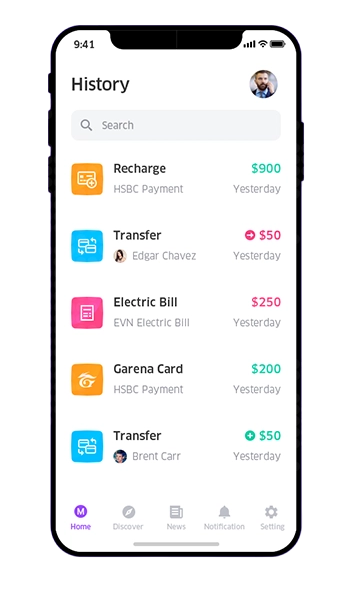 9:41
History
Search
Recharge $900
HSBC Payment Yesterday
Transfer $50
Edgar Chavez Yesterday
Electric Bill $250
EVN Electric Bill Yesterday
Garena Card $200
HSBC Payment Yesterday
Transfer $50
Brent Carr Yesterday
M
Home Discover News Notification Setting